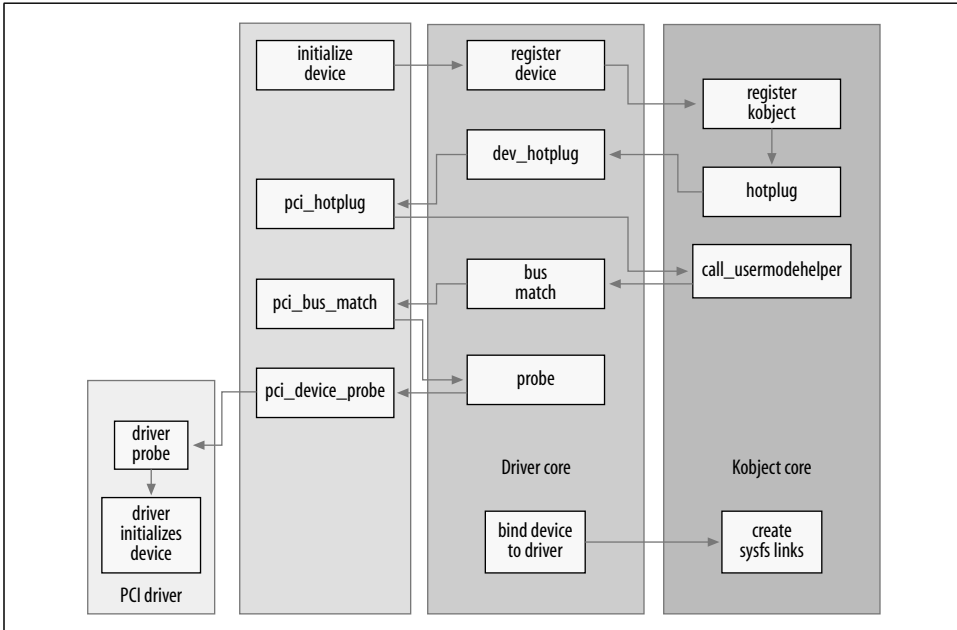 initialize
device
register
device
register
kobject
dev_hotplug
hotplug
pci_hotplug
call_usermodehelper
bus
match
pci_bus_match
probe
pci_device_probe
driver
probe
Driver core
Kobject core
driver
initializes
device
bind device
to driver
create
sysfs links
PCI driver